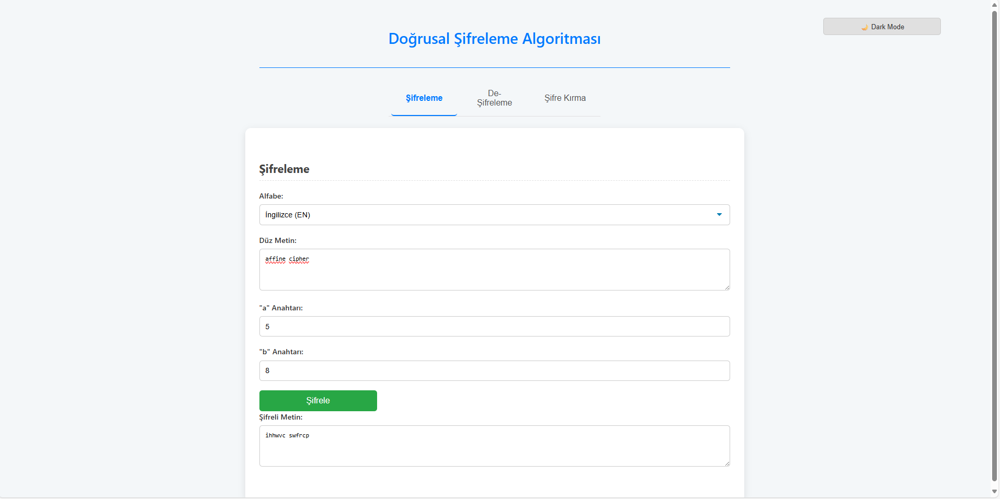 🌙 Dark Mode
Doğrusal Şifreleme Algoritması
Şifreleme
De-
Şifreleme
Şifre Kırma
Şifreleme
Alfabe:
İngilizce (EN)
Düz Metin:
affine cipher
"a" Anahtarı:
5
"b" Anahtarı:
8
Şifrele
Şifreli Metin:
ihhwvc swfrcp